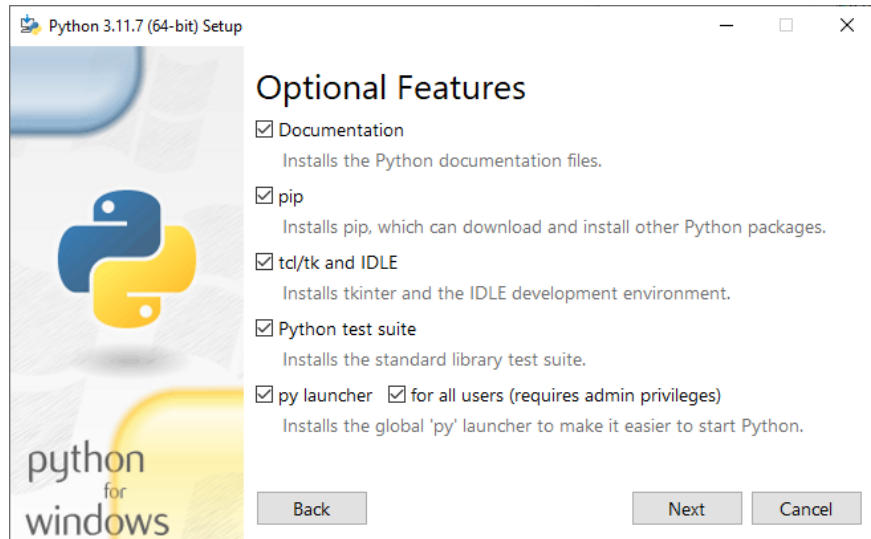 Python 3.11.7 (64-bit) Setup
Optional Features
Documentation
Installs the Python documentation files.
pip
Installs pip, which can download and install other Python packages.
tcl/tk and IDLE
Installs tkinter and the IDLE development environment.
Python test suite
Installs the standard library test suite.
py launcher for all users (requires admin privileges)
Installs the global 'py' launcher to make it easier to start Python.
python
for
windows
Back Next Cancel